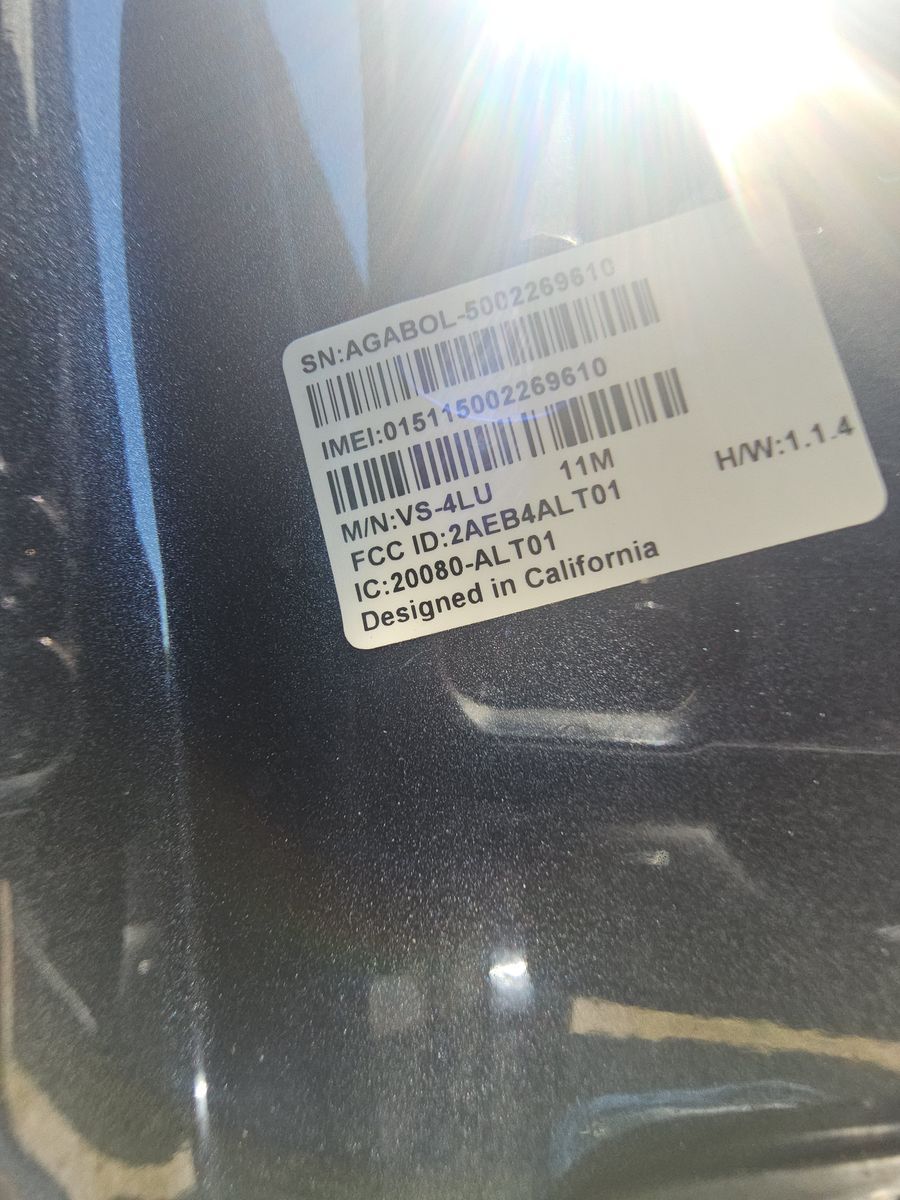 SN:AGABOL-5002269610
IMEI:015115002269610
M/N:VS-4LU 11M H/W:1.1.4
FCC ID:2AEB4ALT01
IC:20080-ALT01
Designed in California